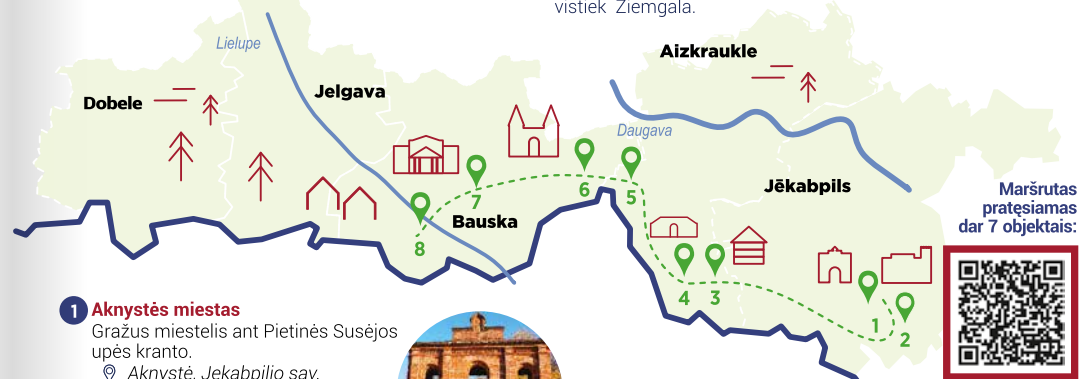 vistiek Ziemgala.
Aizkraukle
Lielupe
Jelgava
Dobele
Daugava
Jēkabpils
Bauska
Maršrutas
pratęsiamas
dar 7 objektais:
8
7
6
5
4
3
1
2
1 Aknystės miestas
Gražus miestelis ant Pietinės Susėjos
upės kranto.
Aknystė, Jekabpilio sav.